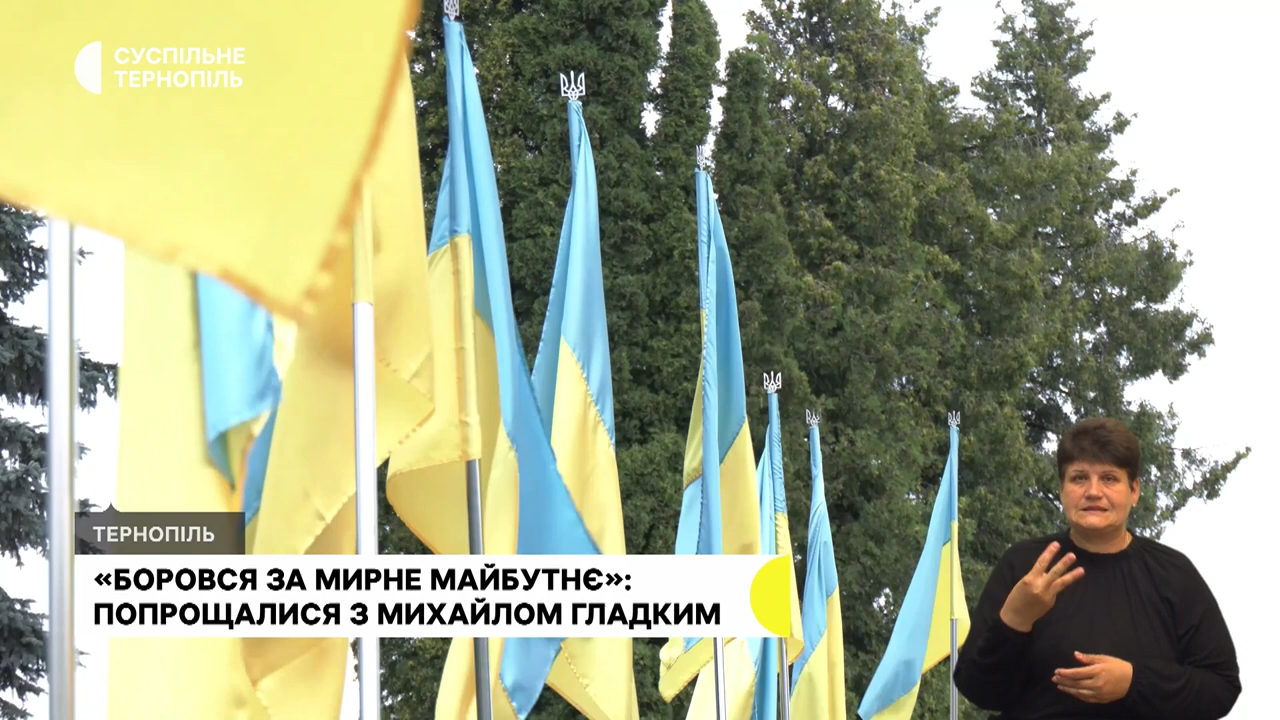 СУСПІЛЬНЕ
ТЕРНОПІЛЬ
ТЕРНОПІЛЬ
«БОРОВСЯ ЗА МИРНЕ МАЙБУТНЄ»:
ПОПРОЩАЛИСЯ З МИХАЙЛОМ ГЛАДКИМ